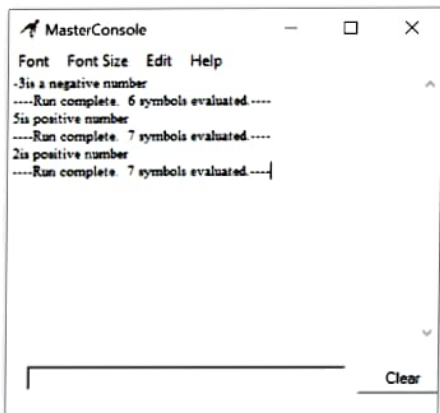 MasterConsole
Font Font Size Edit Help
-3is a negative number
----Run complete. 6 symbols evaluated.----
5is positive number
----Run complete. 7 symbols evaluated.----
2is positive number
----Run complete. 7 symbols evaluated.----
Clear